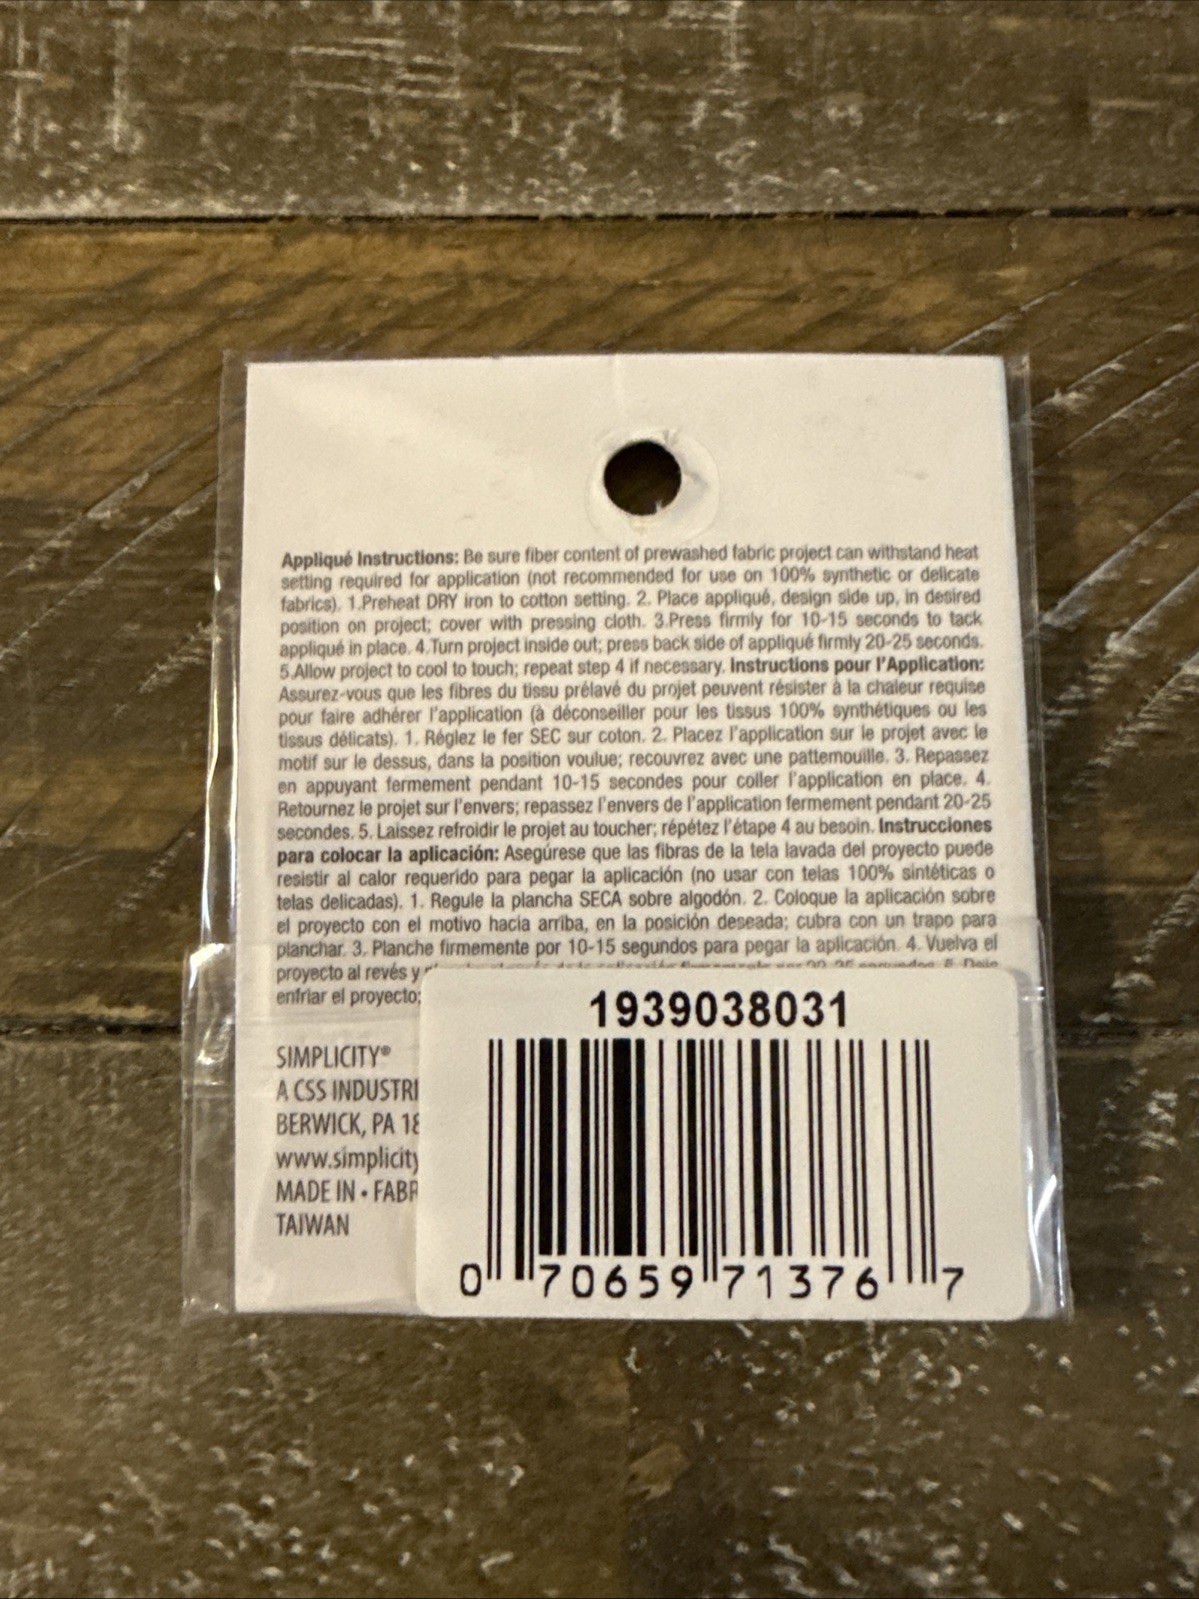 Appliqué Instructions: Be sure fiber content of prewashed fabric project can withstand heat
setting required for application (not recommended for use on 100% synthetic or delicate
fabrics). 1.Preheat DRY iron to cotton setting. 2. Place appliqué, design side up, in desired
position on project; cover with pressing cloth. 3.Press firmly for 10-15 seconds to tack
appliqué in place. 4.Turn project inside out; press back side of appliqué firmly 20-25 seconds.
5.Allow project to cool to touch; repeat step 4 if necessary. Instructions pour l'Application:
Assurez-vous que les fibres du tissu prélavé du projet peuvent résister à la chaleur requise
pour faire adhérer l'application (à déconseiller pour les tissus 100% synthétiques ou les
tissus délicats). 1. Réglez le fer SEC sur coton. 2. Placez l'application sur le projet avec le
motif sur le dessus, dans la position voulue; recouvrez avec une pattemouille. 3. Repassez
en appuyant fermement pendant 10-15 secondes pour coller l'application en place. 4.
Retournez le projet sur l'envers; repassez l'envers de l'application fermement pendant 20-25
secondes. 5. Laissez refroidir le projet au toucher; répétez l'étape 4 au besoin. Instrucciones
para colocar la aplicación: Asegúrese que las fibras de la tela lavada del proyecto puede
resistir al calor requerido para pegar la aplicación (no usar con telas 100% sintéticas o
telas delicadas). 1. Regule la plancha SECA sobre algodón. 2. Coloque la aplicación sobre
el proyecto con el motivo hacia arriba, en la posición deseada; cubra con un trapo para
planchar. 3. Planche firmemente por 10-15 segundos para pegar la aplicación. 4. Vuelva el
proyecto al revés y
enfriar el proyecto;
1939038031
SIMPLICITY®
A CSS INDUSTRI
BERWICK, PA 18
www.simplicity
MADE IN • FABR
TAIWAN
0 70659 71376 7